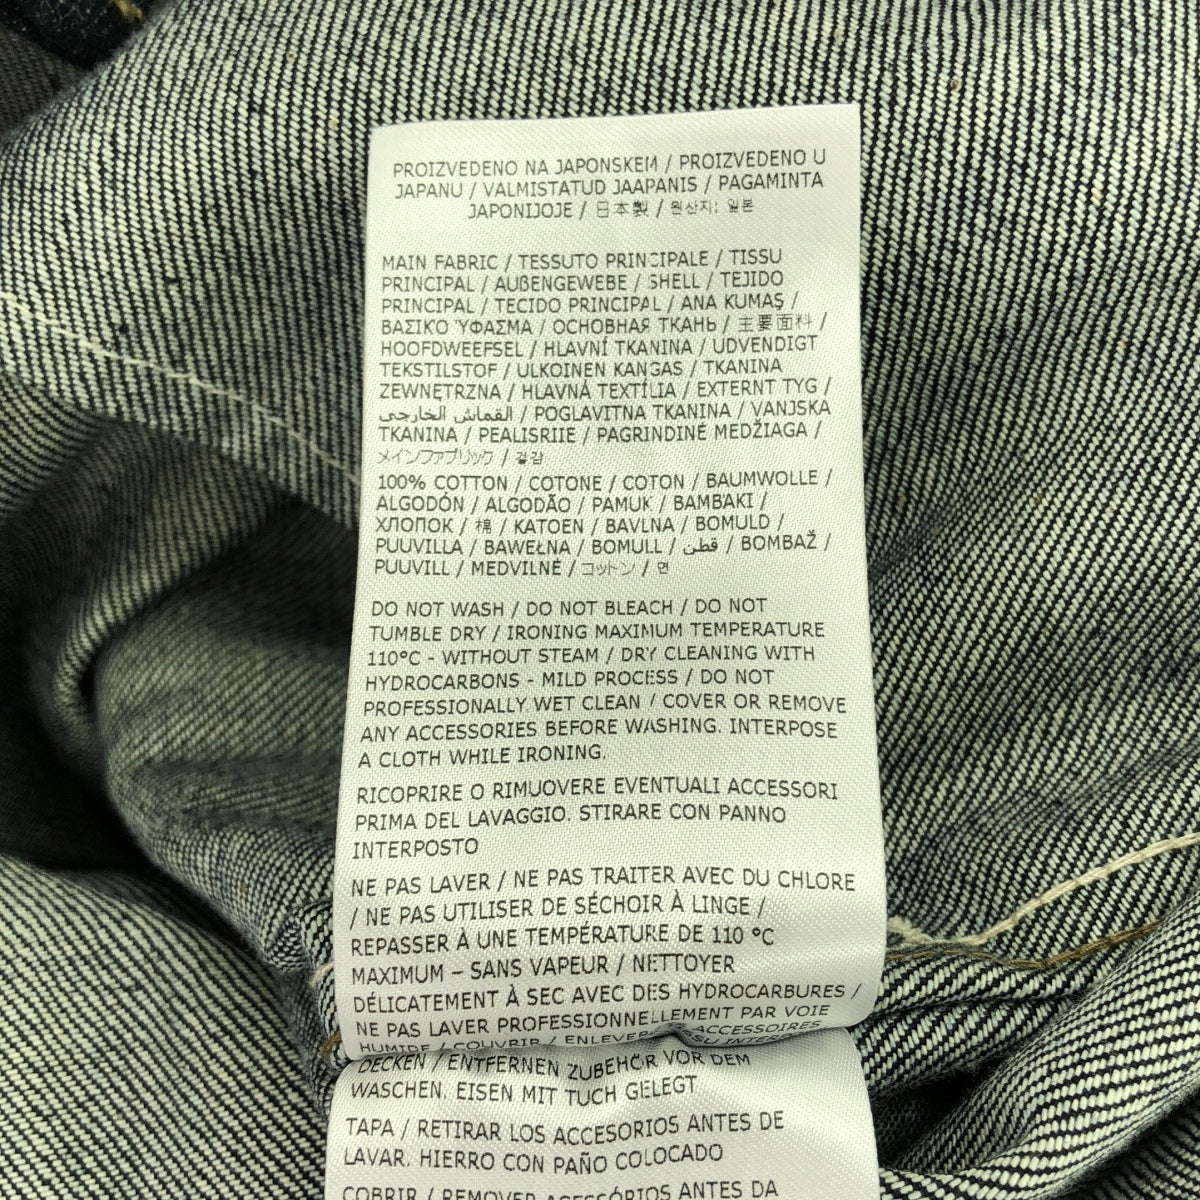 PROIZVEDENO NA JAPONSKEM / PROIZVEDENO U
JAPANU / VALMISTATUD JAAPANIS / PAGAMINTA
JAPONIJOJE / 日本製 / 원산지: 일본
MAIN FABRIC / TESSUTO PRINCIPALE / TISSU
PRINCIPAL / AUßENGEWEBE / SHELL / TEJIDO
PRINCIPAL / TECIDO PRINCIPAL / ANA KUMAŞ /
ΒΑΣΙΚΟ ΎΦΑΣΜΑ / ОСНОВНАЯ ТКАНЬ / 主要面料 /
HOOFDWEEFSEL / HLAVNÍ TKANINA / UDVENDIGT
TEKSTILSTOF / ULKOINEN KANGAS / TKANINA
ZEWNĘTRZNA / HLAVNÁ TEXTÍLIA / EXTERNT TYG /
القماش الخارجي / POGLAVITNA TKANINA / VANJSKA
TKANINA / PEALISRIIE / PAGRINDINĖ MEDŽIAGA /
メインファブリック / 겉감
100% COTTON / COTONE / COTON / BAUMWOLLE /
ALGODÓN / ALGODÃO / PAMUK / BAMBAKI /
ХЛОПОК / 棉 / KATOEN / BAVLNA / BOMULD /
PUUVILLA / BAWEŁNA / BOMULL / قطن / BOMBAŽ /
PUUVILL / MEDVILNĖ / コットン / 면
DO NOT WASH / DO NOT BLEACH / DO NOT
TUMBLE DRY / IRONING MAXIMUM TEMPERATURE
110°C - WITHOUT STEAM / DRY CLEANING WITH
HYDROCARBONS - MILD PROCESS / DO NOT
PROFESSIONALLY WET CLEAN / COVER OR REMOVE
ANY ACCESSORIES BEFORE WASHING. INTERPOSE
A CLOTH WHILE IRONING.
RICOPRIRE O RIMUOVERE EVENTUALI ACCESSORI
PRIMA DEL LAVAGGIO. STIRARE CON PANNO
INTERPOSTO
NE PAS LAVER / NE PAS TRAITER AVEC DU CHLORE
/ NE PAS UTILISER DE SÉCHOIR À LINGE /
REPASSER À UNE TEMPÉRATURE DE 110 °C
MAXIMUM – SANS VAPEUR / NETTOYER
DÉLICATEMENT À SEC AVEC DES HYDROCARBURES /
NE PAS LAVER PROFESSIONNELLEMENT PAR VOIE
HUMIDE / COUVRIR / ENLEVER ACCESSOIRES
DECKEN / ENTFERNEN ZUBEHÖR VOR DEM
WASCHEN. EISEN MIT TUCH GELEGT
TAPA / RETIRAR LOS ACCESORIOS ANTES DE
LAVAR. HIERRO CON PAÑO COLOCADO
COBRIR / REMOVER ACESSÓRIOS ANTES DA